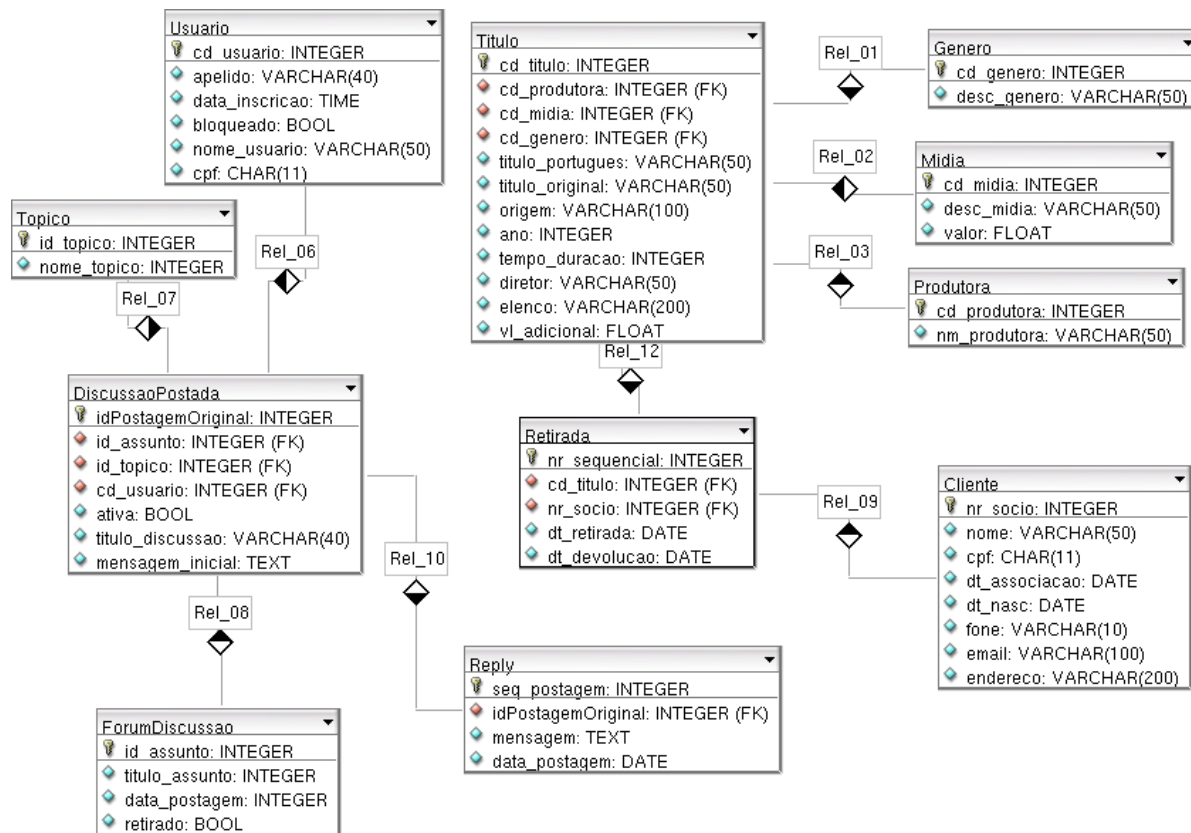 Usuario
cd_usuario: INTEGER
apelido: VARCHAR(40)
data_inscricao: TIME
bloqueado: BOOL
nome_usuario: VARCHAR(50)
cpf: CHAR(11)
Titulo
cd_titulo: INTEGER
cd_produtora: INTEGER (FK)
cd_midia: INTEGER (FK)
cd_genero: INTEGER (FK)
titulo_portugues: VARCHAR(50)
titulo_original: VARCHAR(50)
origem: VARCHAR(100)
ano: INTEGER
tempo_duracao: INTEGER
diretor: VARCHAR(50)
elenco: VARCHAR(200)
vl_adicional: FLOAT
Rel_01
Genero
cd_genero: INTEGER
desc_genero: VARCHAR(50)
Rel_02
Midia
cd_midia: INTEGER
desc_midia: VARCHAR(50)
valor: FLOAT
Rel_03
Produtora
cd_produtora: INTEGER
nm_produtora: VARCHAR(50)
Topico
id_topico: INTEGER
nome_topico: INTEGER
Rel_06
Rel_07
Rel_12
DiscussaoPostada
idPostagemOriginal: INTEGER
id_assunto: INTEGER (FK)
id_topico: INTEGER (FK)
cd_usuario: INTEGER (FK)
ativa: BOOL
titulo_discussao: VARCHAR(40)
mensagem_inicial: TEXT
Retirada
nr_sequencial: INTEGER
cd_titulo: INTEGER (FK)
nr_socio: INTEGER (FK)
dt_retirada: DATE
dt_devolucao: DATE
Rel_09
Cliente
nr_socio: INTEGER
nome: VARCHAR(50)
cpf: CHAR(11)
dt_associacao: DATE
dt_nasc: DATE
fone: VARCHAR(10)
email: VARCHAR(100)
endereco: VARCHAR(200)
Rel_10
Rel_08
Reply
seq_postagem: INTEGER
idPostagemOriginal: INTEGER (FK)
mensagem: TEXT
data_postagem: DATE
ForumDiscussao
id_assunto: INTEGER
titulo_assunto: INTEGER
data_postagem: INTEGER
retirado: BOOL